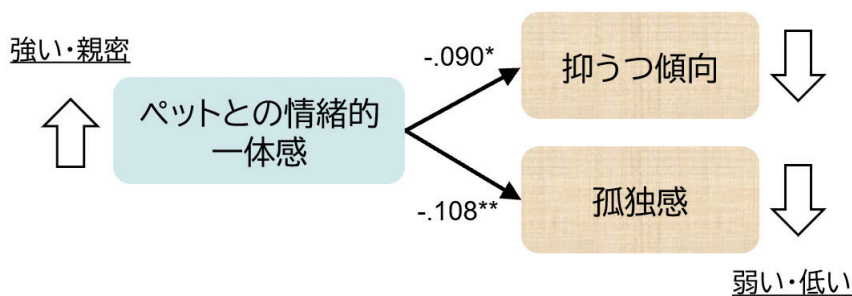 強い・親密
ペットとの情緒的
一体感
-.090*
抑うつ傾向
-.108**
孤独感
弱い・低い